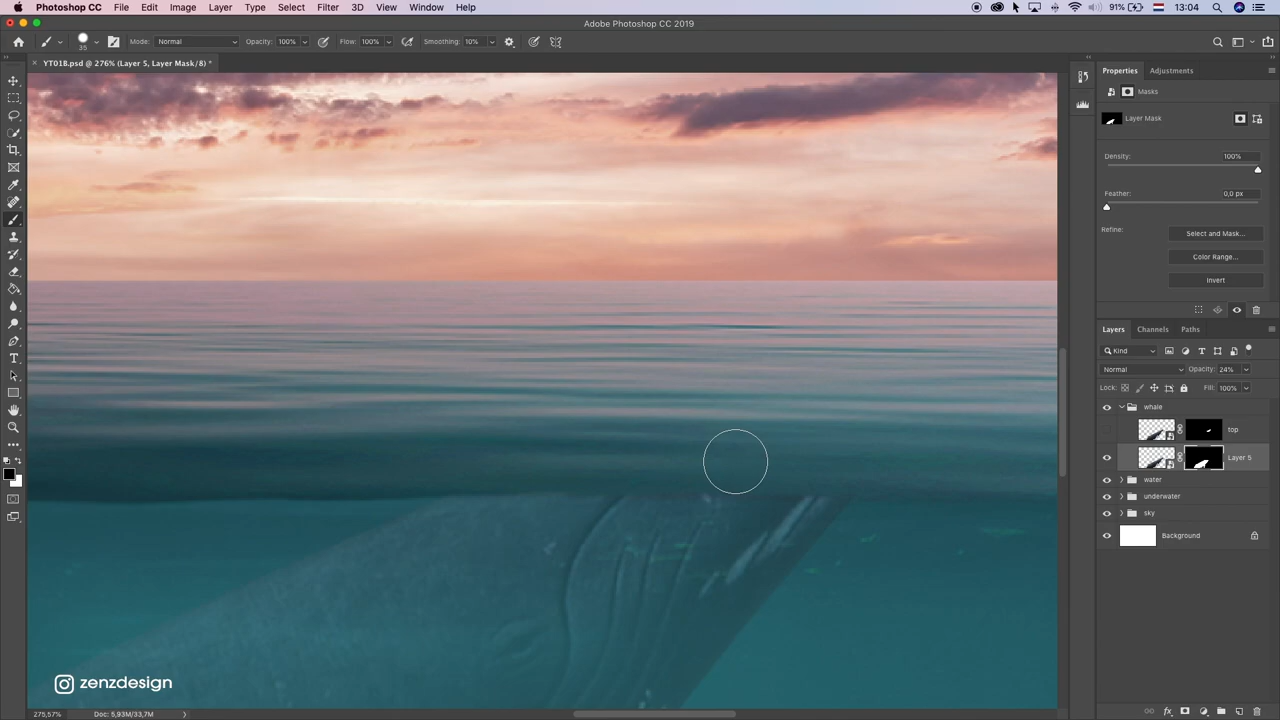 Photoshop CC File Edit Image Layer Type Select Filter 3D View Window Help 91% 13:04
Adobe Photoshop CC 2019
35 Mode: Normal Opacity: 100% Flow: 100% Smoothing: 10%
× YT01B.psd @ 276% (Layer 5, Layer Mask/8) *
Properties Adjustments
Masks
Layer Mask
Density: 100%
Feather: 0,0 px
Refine: Select and Mask...
Color Range...
Invert
Layers Channels Paths
Kind
Normal Opacity: 24%
Lock: Fill: 100%
whale
top
Layer 5
water
underwater
sky
Background
zenzdesign
275,57% Doc: 5,93M/33,7M